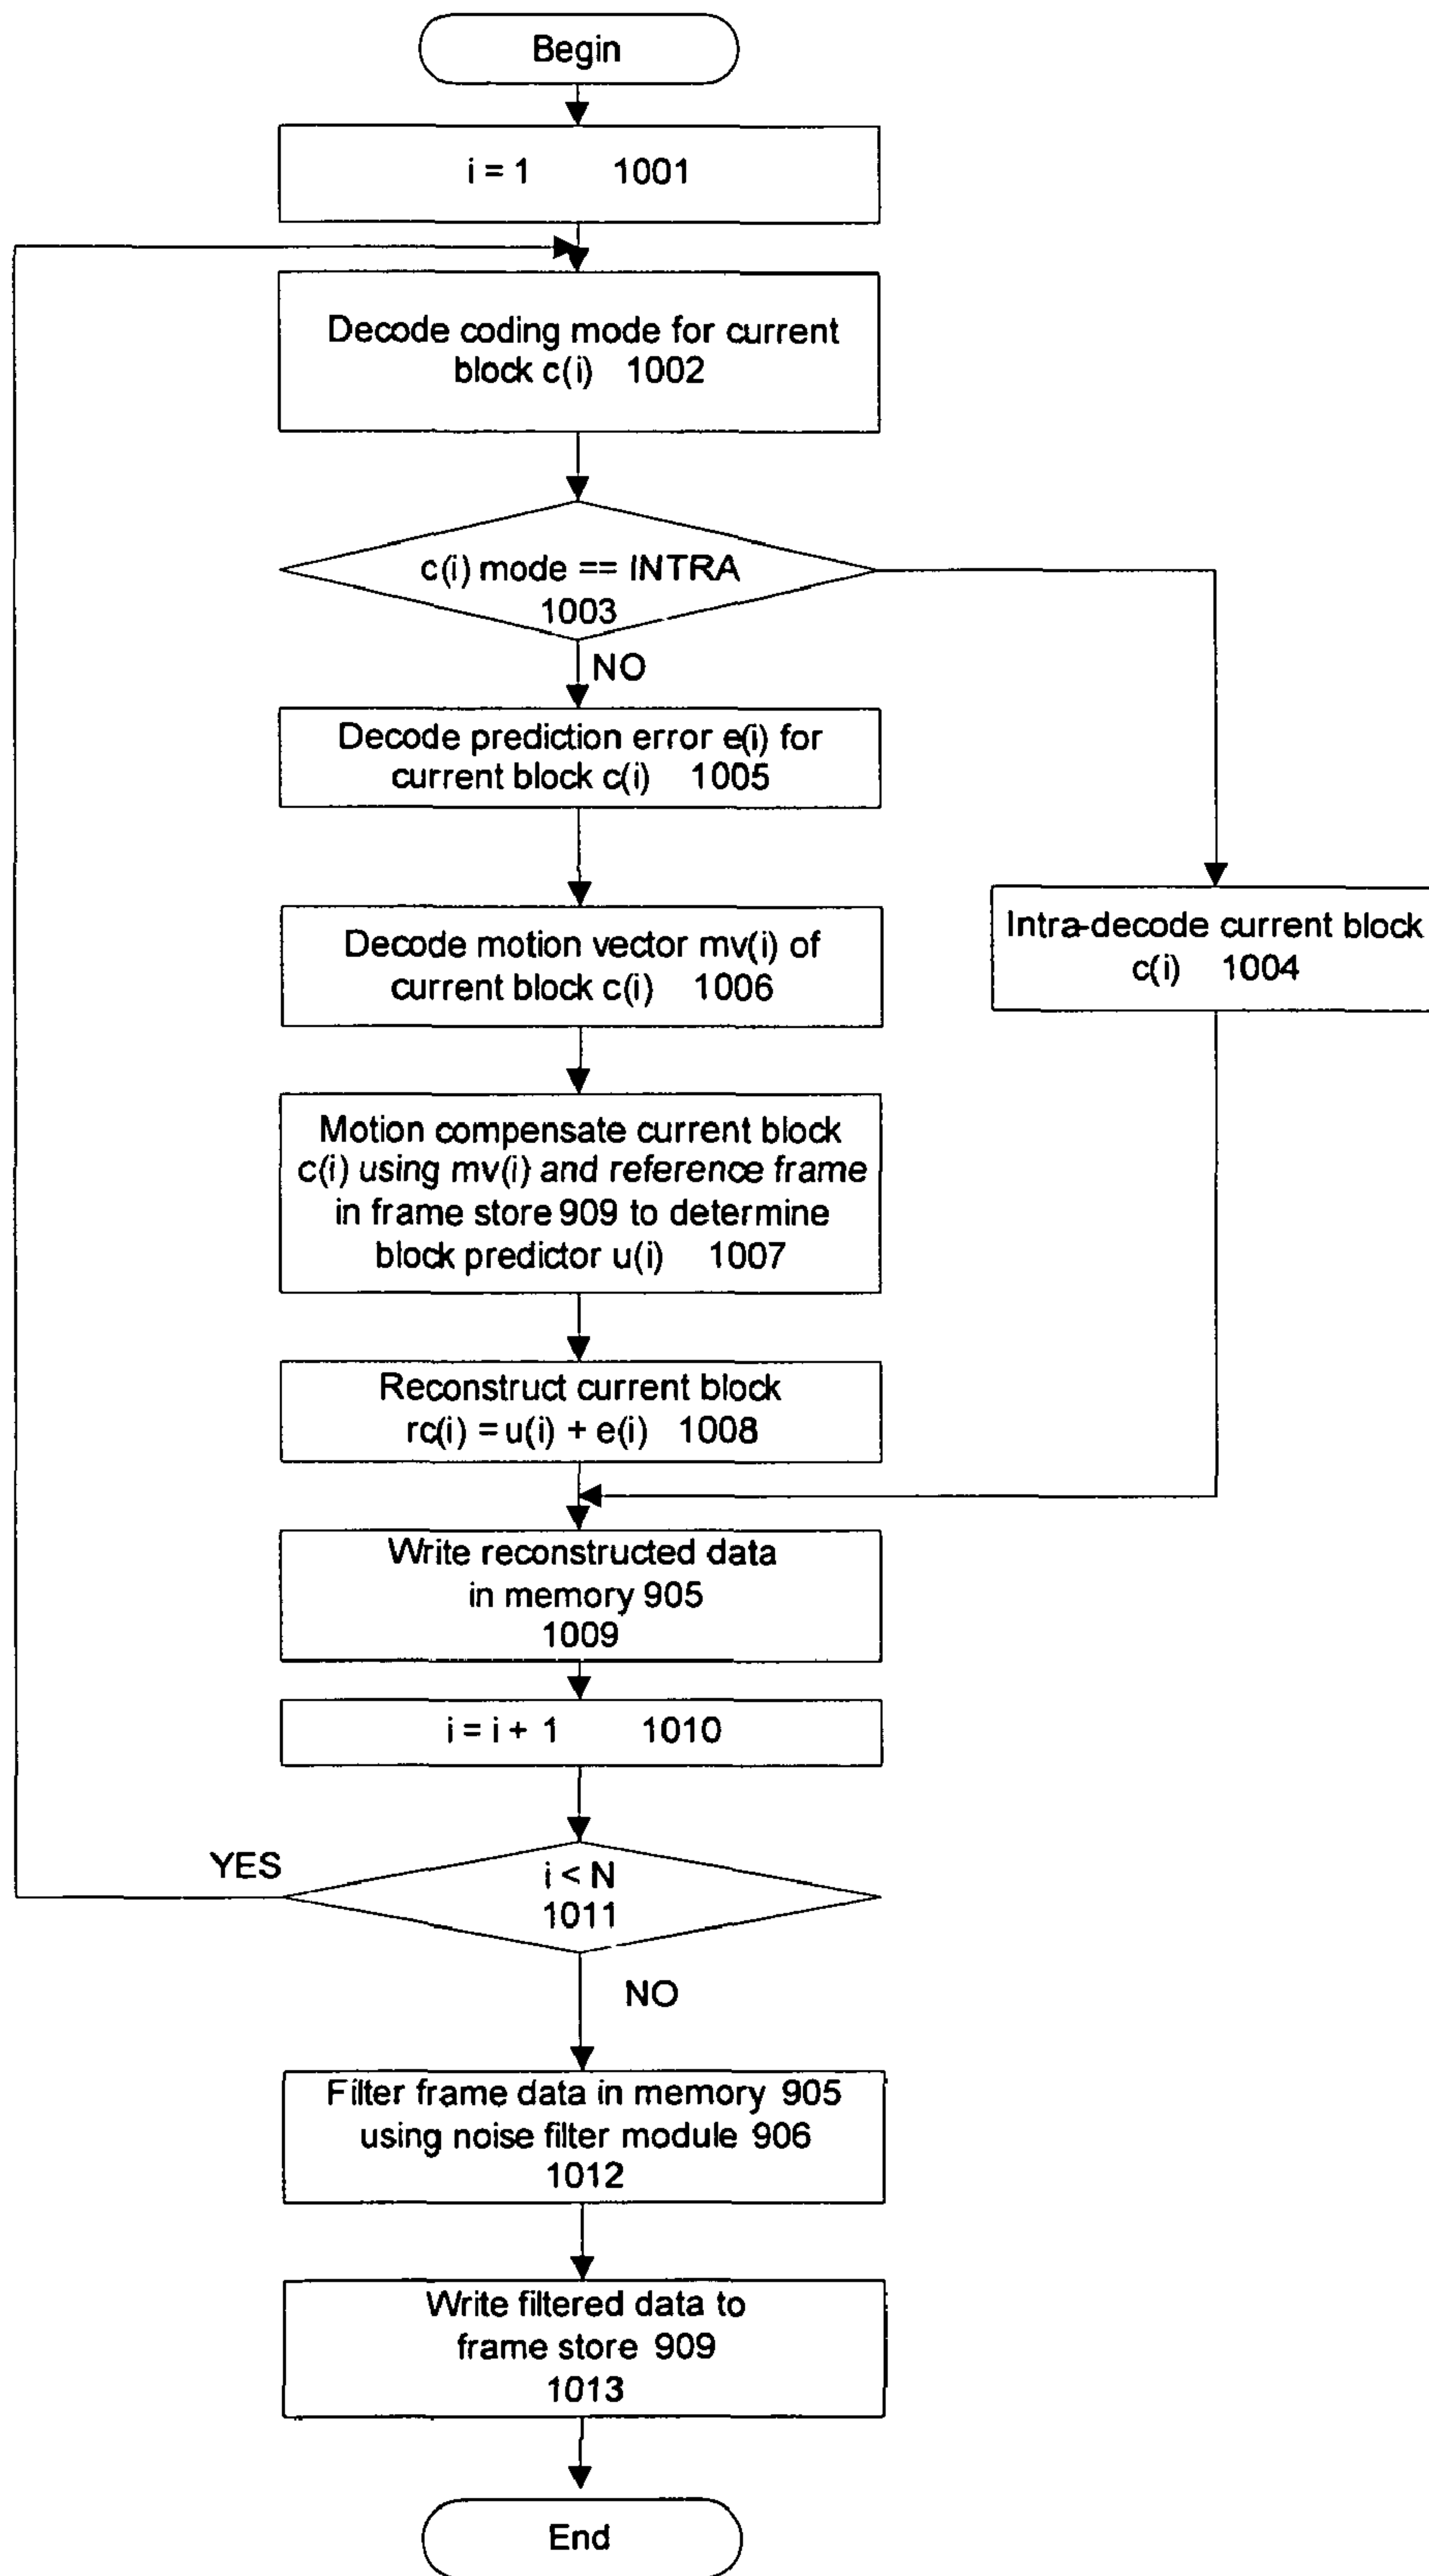 Begin
i = 1 1001
Decode coding mode for current
block c(i) 1002
c(i) mode == INTRA
1003
NO
Decode prediction error e(i) for
current block c(i) 1005
Decode motion vector mv(i) of
current block c(i) 1006
Intra-decode current block
c(i) 1004
Motion compensate current block
c(i) using mv(i) and reference frame
in frame store 909 to determine
block predictor u(i) 1007
Reconstruct current block
rc(i) = u(i) + e(i) 1008
Write reconstructed data
in memory 905
1009
i = i + 1 1010
YES
i < N
1011
NO
Filter frame data in memory 905
using noise filter module 906
1012
Write filtered data to
frame store 909
1013
End